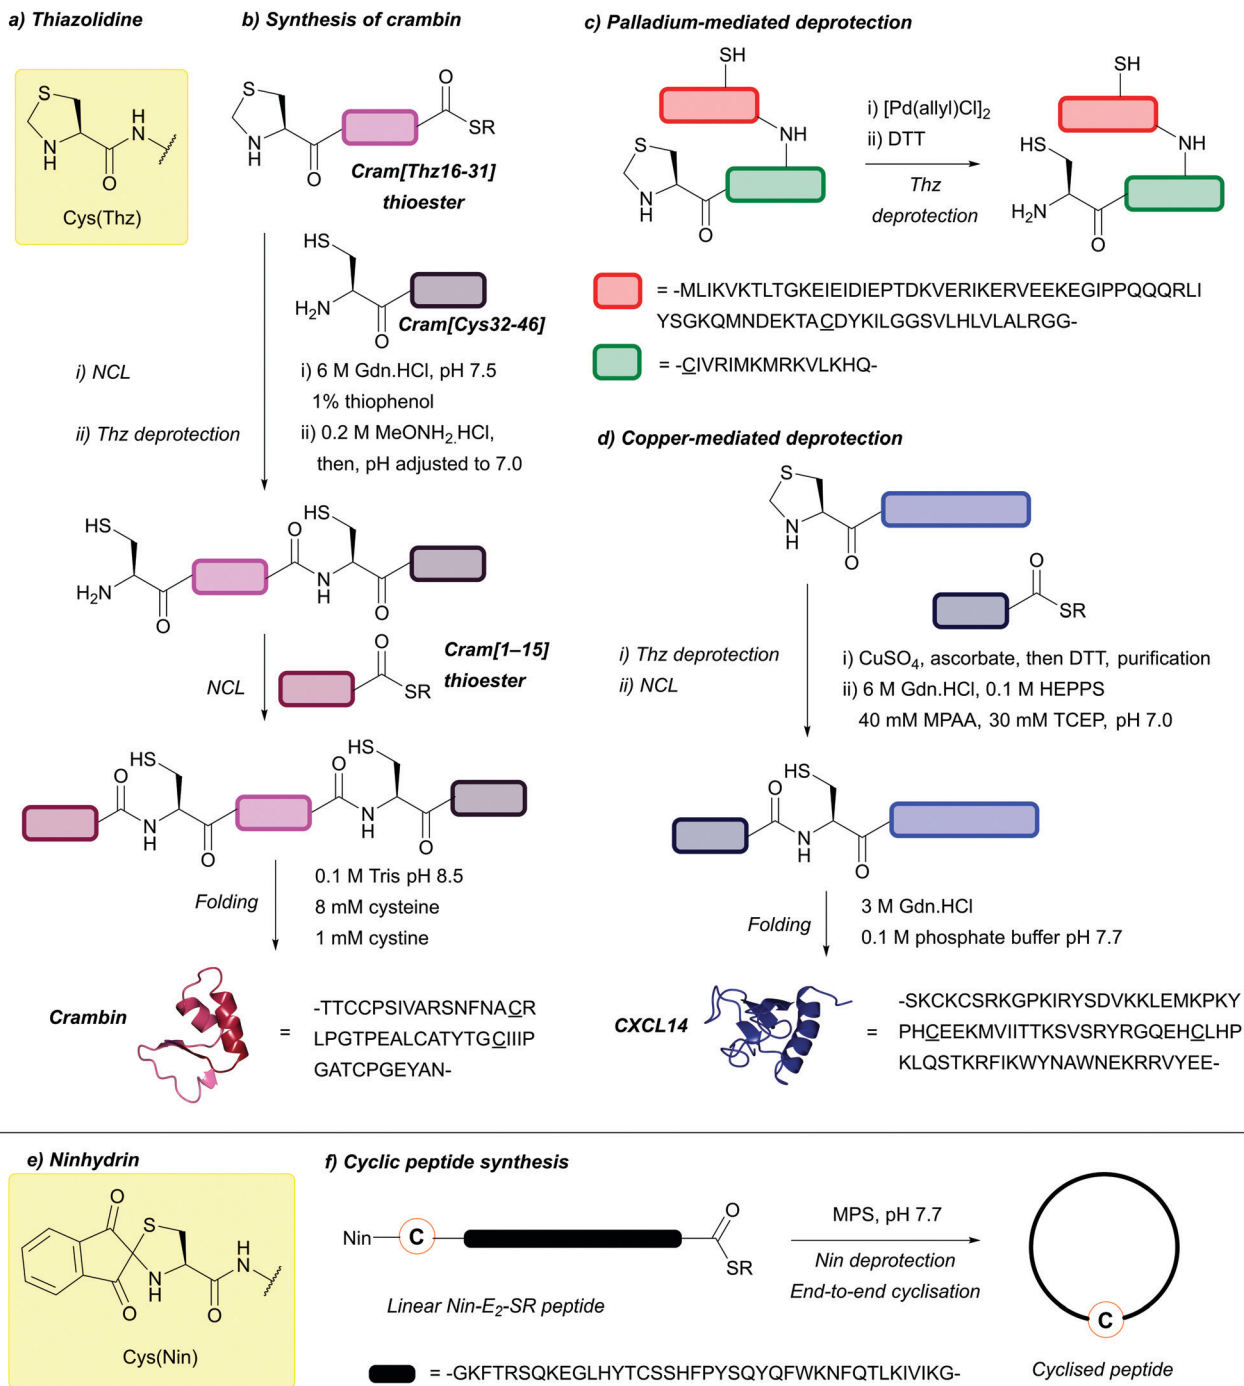 a) Thiazolidine
S
N
H
H
N
O
Cys(Thz)
b) Synthesis of crambin
S
N
H
O
O
SR
Cram[Thz16-31]
thioester
HS
H₂N
O
Cram[Cys32-46]
i) NCL
ii) Thz deprotection
i) 6 M Gdn.HCl, pH 7.5
1% thiophenol
ii) 0.2 M MeONH₂.HCl,
then, pH adjusted to 7.0
HS
H₂N
O
O
N
H
HS
O
NCL
O
SR
Cram[1–15]
thioester
O
N
H
HS
O
O
N
H
HS
O
Folding
0.1 M Tris pH 8.5
8 mM cysteine
1 mM cystine
Crambin
=
-TTCCPSIVARSNFNACR
LPGTPEALCATYTGCIIIP
GATCPGEYAN-
c) Palladium-mediated deprotection
SH
NH
S
N
H
O
i) [Pd(allyl)Cl]₂
ii) DTT
Thz
deprotection
SH
NH
HS
H₂N
O
= -MLIKVKTLTGKEIEIDIEPTDKVERIKERVEEKEGIPPQQQRLI
YSGKQMNDEKTACDYKILGGSVLHLVLALRGG-
= -CIVRIMKMRKVLKHQ-
d) Copper-mediated deprotection
S
N
H
O
O
SR
i) Thz deprotection
ii) NCL
i) CuSO₄, ascorbate, then DTT, purification
ii) 6 M Gdn.HCl, 0.1 M HEPPS
40 mM MPAA, 30 mM TCEP, pH 7.0
O
N
H
HS
O
Folding
3 M Gdn.HCl
0.1 M phosphate buffer pH 7.7
CXCL14
=
-SKCKCSRKGPKIRYSDVKKLEMKPKY
PHCEEKMVIITTKSVSRYRGQEHCLHP
KLQSTKRFIKWYNAWNEKRRVYEE-
e) Ninhydrin
O
O
S
N
H
H
N
O
Cys(Nin)
f) Cyclic peptide synthesis
Nin
C
O
SR
Linear Nin-E₂-SR peptide
MPS, pH 7.7
Nin deprotection
End-to-end cyclisation
C
Cyclised peptide
= -GKFTRSQKEGLHYTCSSHFPYSQYQFWKNFQTLKIVIKG-